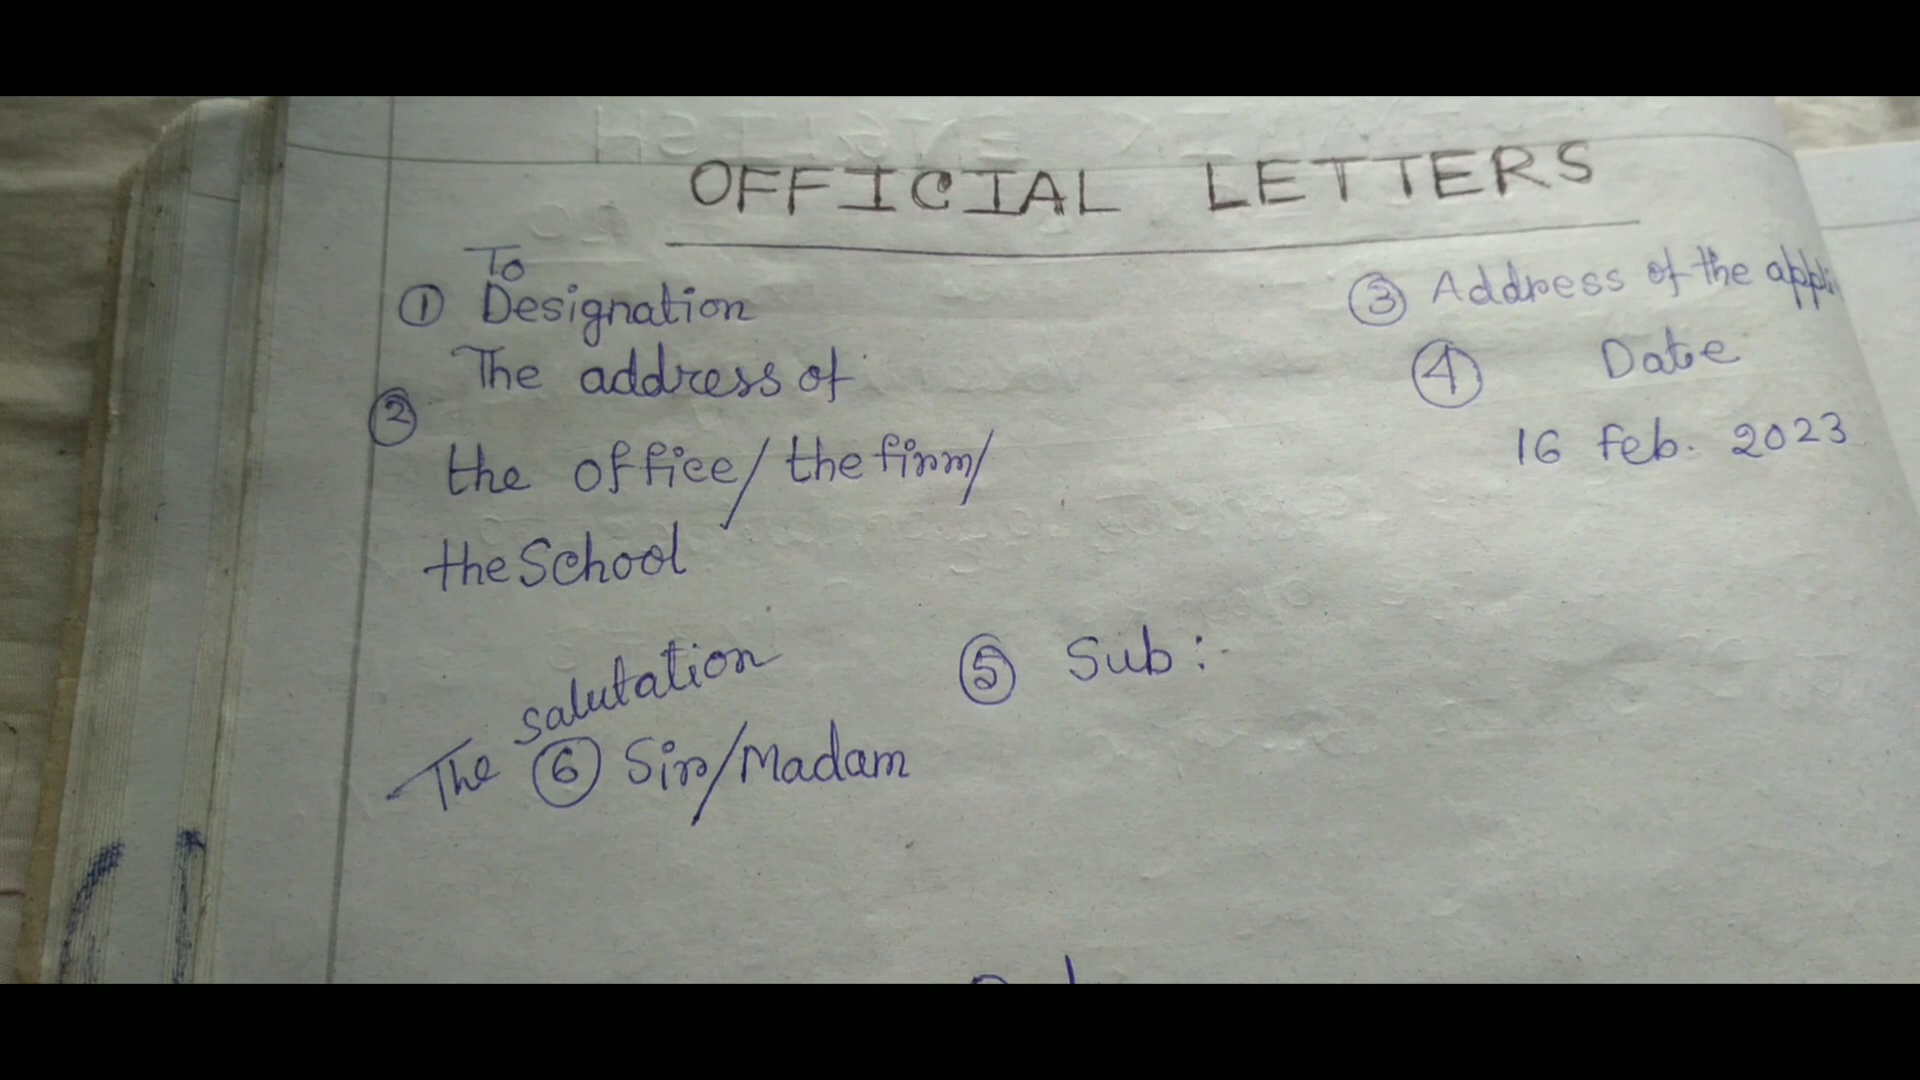 OFFICIAL LETTERS
To
① Designation
The address of
②
the office/ the firm/
the School
③ Address of the
④ Date
16 Feb. 2023
⑤ Sub:
The salutation
⑥ Sir/Madam